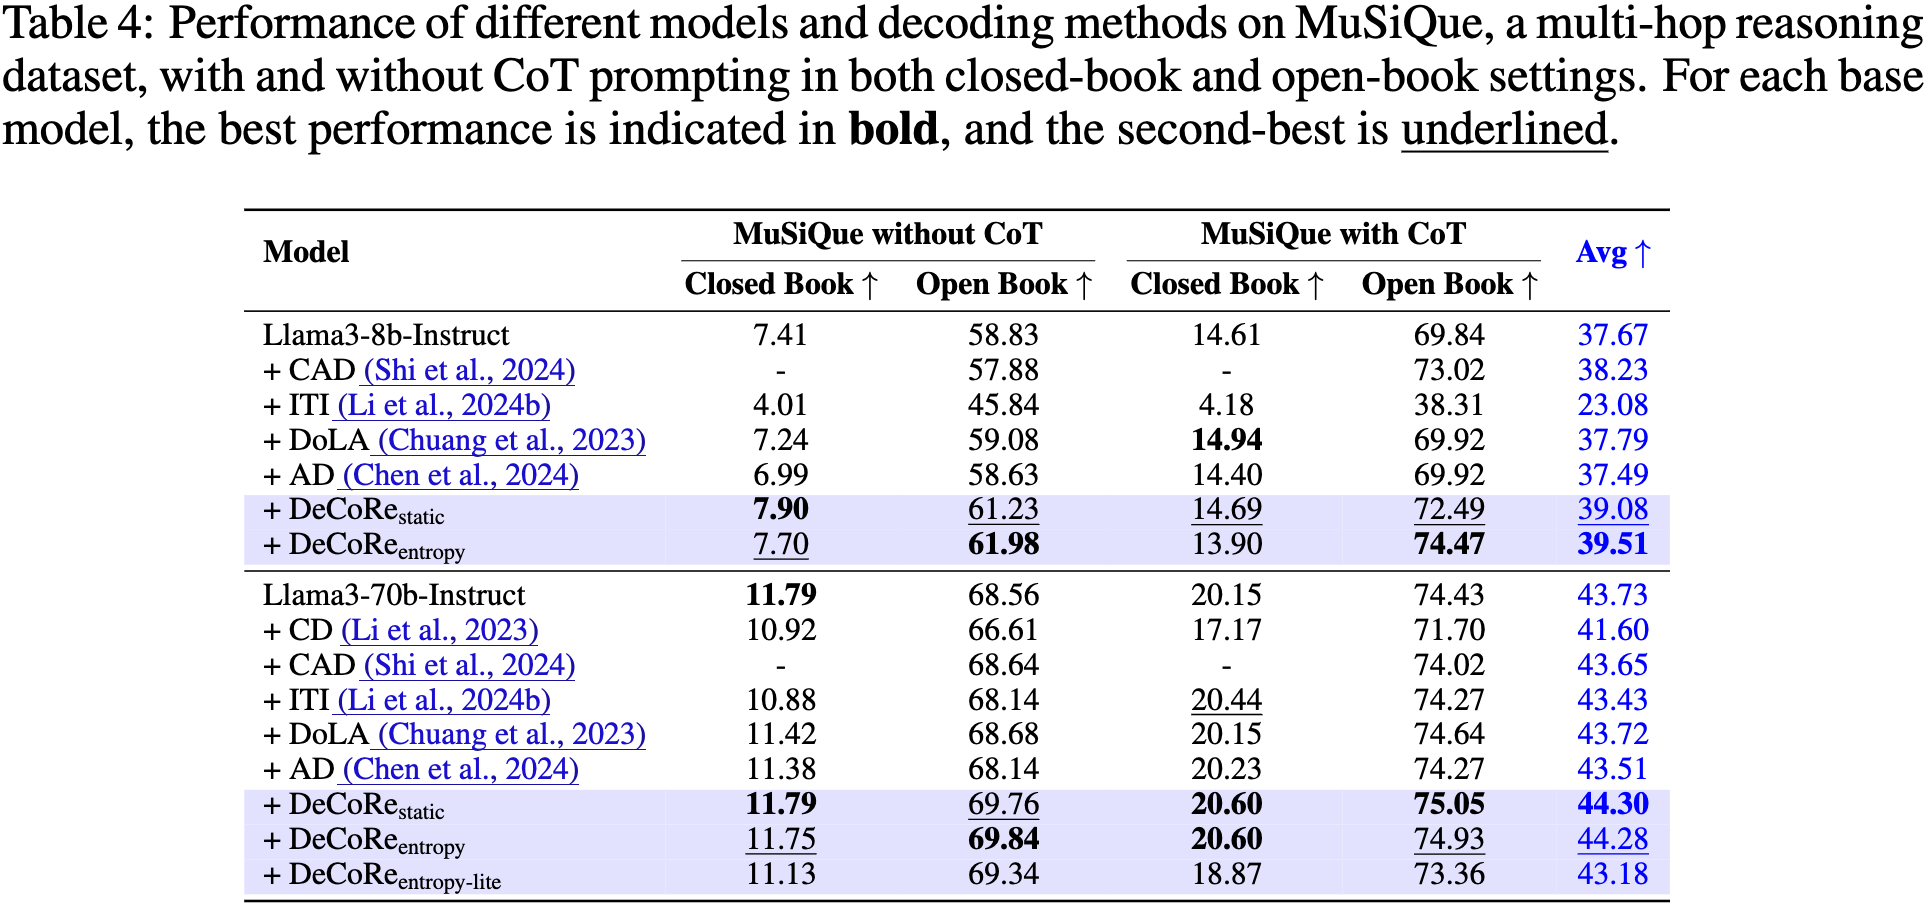 Table 4: Performance of different models and decoding methods on MuSiQue, a multi-hop reasoning
dataset, with and without CoT prompting in both closed-book and open-book settings. For each base
model, the best performance is indicated in bold, and the second-best is underlined.
Model MuSiQue without CoT MuSiQue with CoT Avg ↑
Closed Book ↑ Open Book ↑ Closed Book ↑ Open Book ↑
Llama3-8b-Instruct 7.41 58.83 14.61 69.84 37.67
+ CAD (Shi et al., 2024) - 57.88 - 73.02 38.23
+ ITI (Li et al., 2024b) 4.01 45.84 4.18 38.31 23.08
+ DoLA (Chuang et al., 2023) 7.24 59.08 14.94 69.92 37.79
+ AD (Chen et al., 2024) 6.99 58.63 14.40 69.92 37.49
+ DeCoRe static 7.90 61.23 14.69 72.49 39.08
+ DeCoRe entropy 7.70 61.98 13.90 74.47 39.51
Llama3-70b-Instruct 11.79 68.56 20.15 74.43 43.73
+ CD (Li et al., 2023) 10.92 66.61 17.17 71.70 41.60
+ CAD (Shi et al., 2024) - 68.64 - 74.02 43.65
+ ITI (Li et al., 2024b) 10.88 68.14 20.44 74.27 43.43
+ DoLA (Chuang et al., 2023) 11.42 68.68 20.15 74.64 43.72
+ AD (Chen et al., 2024) 11.38 68.14 20.23 74.27 43.51
+ DeCoRe static 11.79 69.76 20.60 75.05 44.30
+ DeCoRe entropy 11.75 69.84 20.60 74.93 44.28
+ DeCoRe entropy-lite 11.13 69.34 18.87 73.36 43.18